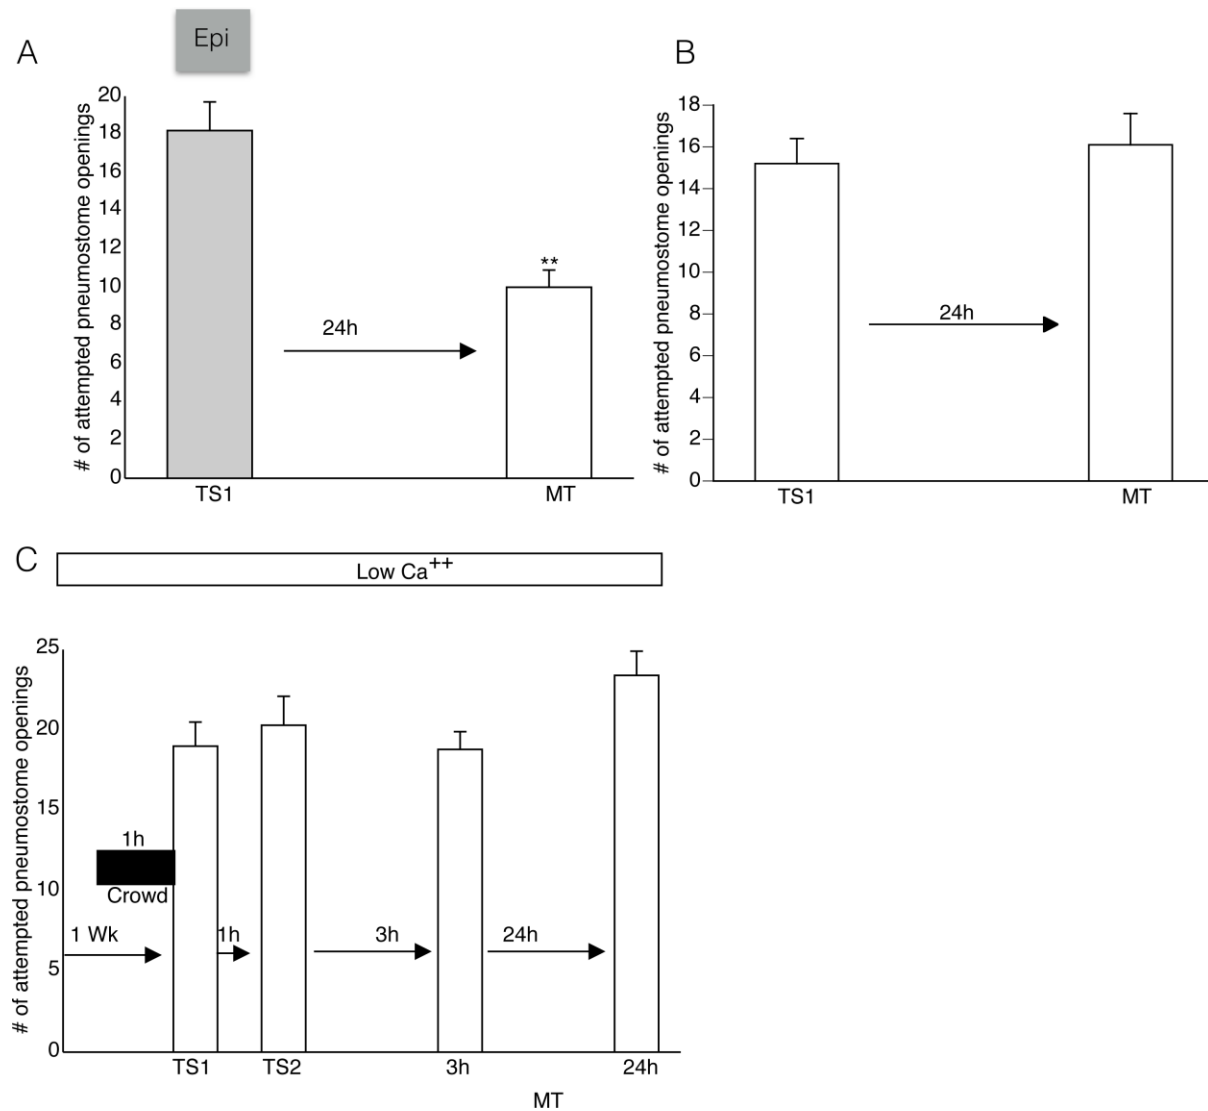 Epi
A
# of attempted pneumostome openings
20
18
16
14
12
10
8
6
4
2
0
**
24h
TS1 MT
B
# of attempted pneumostome openings
18
16
14
12
10
8
6
4
2
0
24h
TS1 MT
C
Low Ca++
# of attempted pneumostome openings
25
20
15
10
5
0
1h
Crowd
1 Wk 1h 3h 24h
TS1 TS2 3h 24h
MT